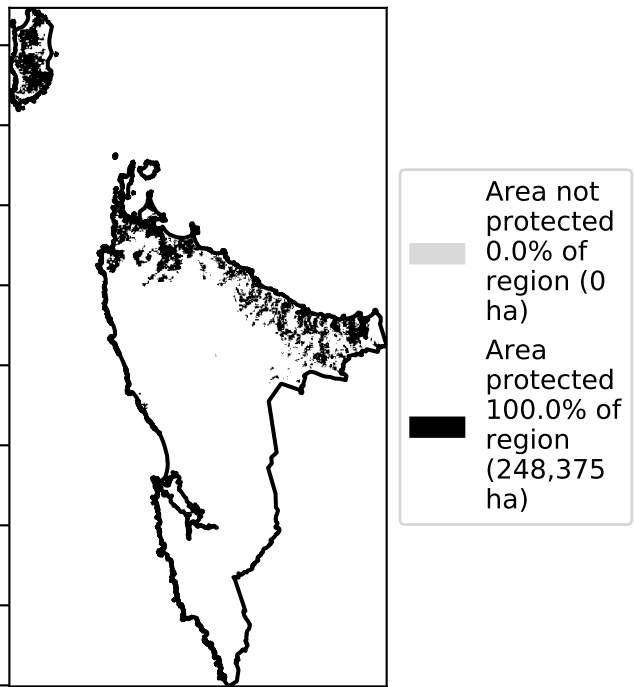 Area not
protected
0.0% of
region (0
ha)
Area
protected
100.0% of
region
(248,375
ha)